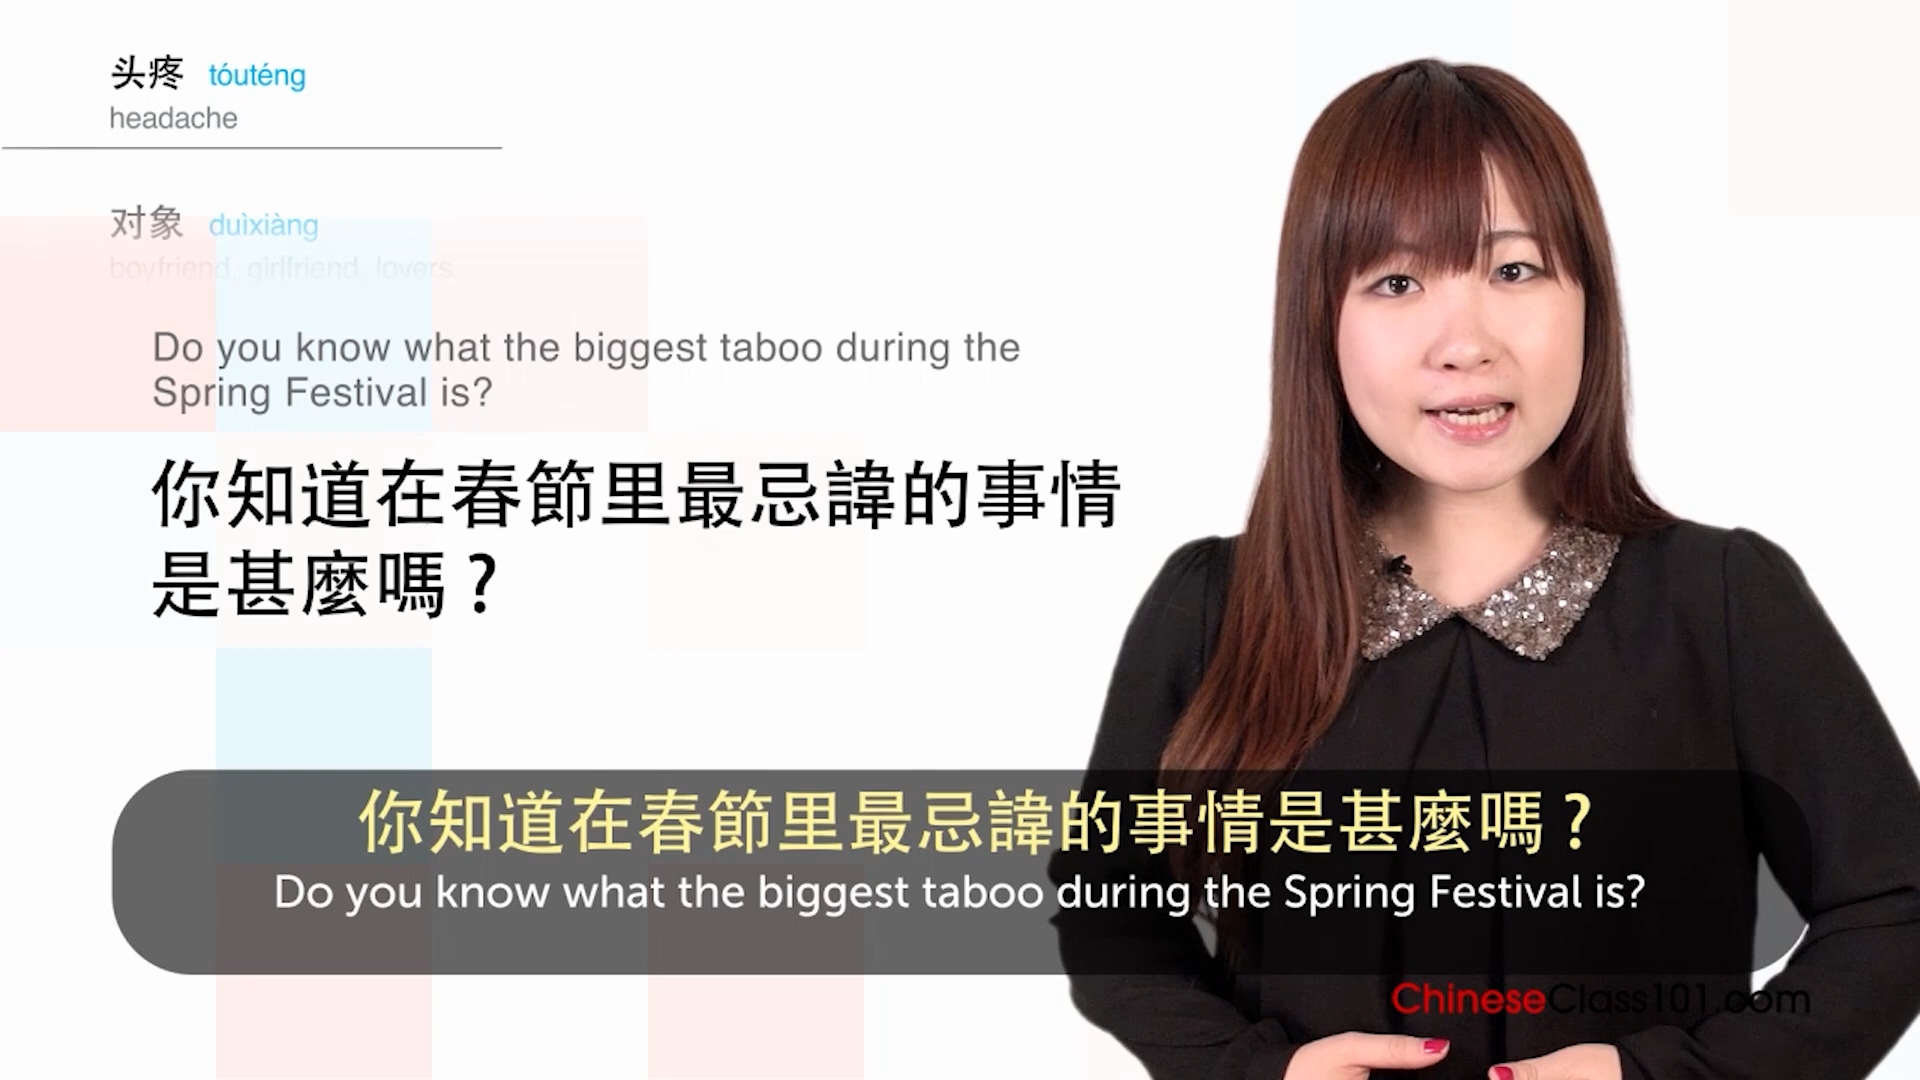 头疼 tóuténg
headache
对象 duìxiàng
boyfriend, girlfriend, lovers
Do you know what the biggest taboo during the
Spring Festival is?
你知道在春節里最忌諱的事情
是甚麼嗎？
你知道在春節里最忌諱的事情是甚麼嗎？
Do you know what the biggest taboo during the Spring Festival is?
ChineseClass101.com